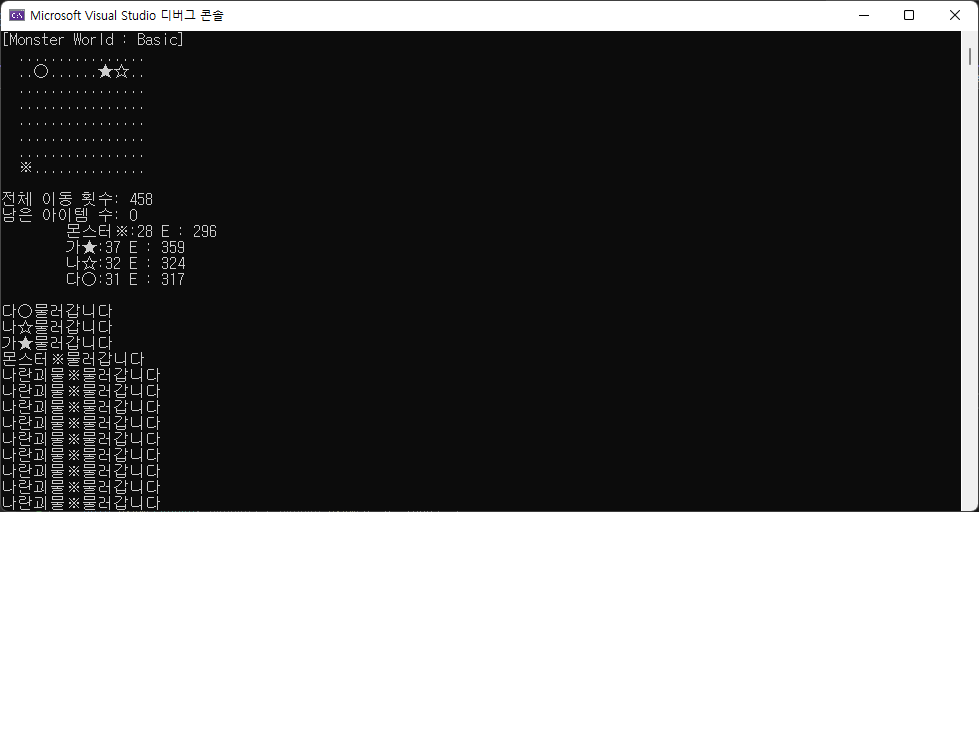 Microsoft Visual Studio 디버그 콘솔
[Monster World : Basic]
................
..○......★☆..
................
................
................
................
................
※..............
전체 이동 횟수: 458
남은 아이템 수: 0
몬스터※:28 E : 296
가★:37 E : 359
나☆:32 E : 324
다○:31 E : 317
다○물러갑니다
나☆물러갑니다
가★물러갑니다
몬스터※물러갑니다
나란괴물※물러갑니다
나란괴물※물러갑니다
나란괴물※물러갑니다
나란괴물※물러갑니다
나란괴물※물러갑니다
나란괴물※물러갑니다
나란괴물※물러갑니다
나란괴물※물러갑니다
나란괴물※물러갑니다